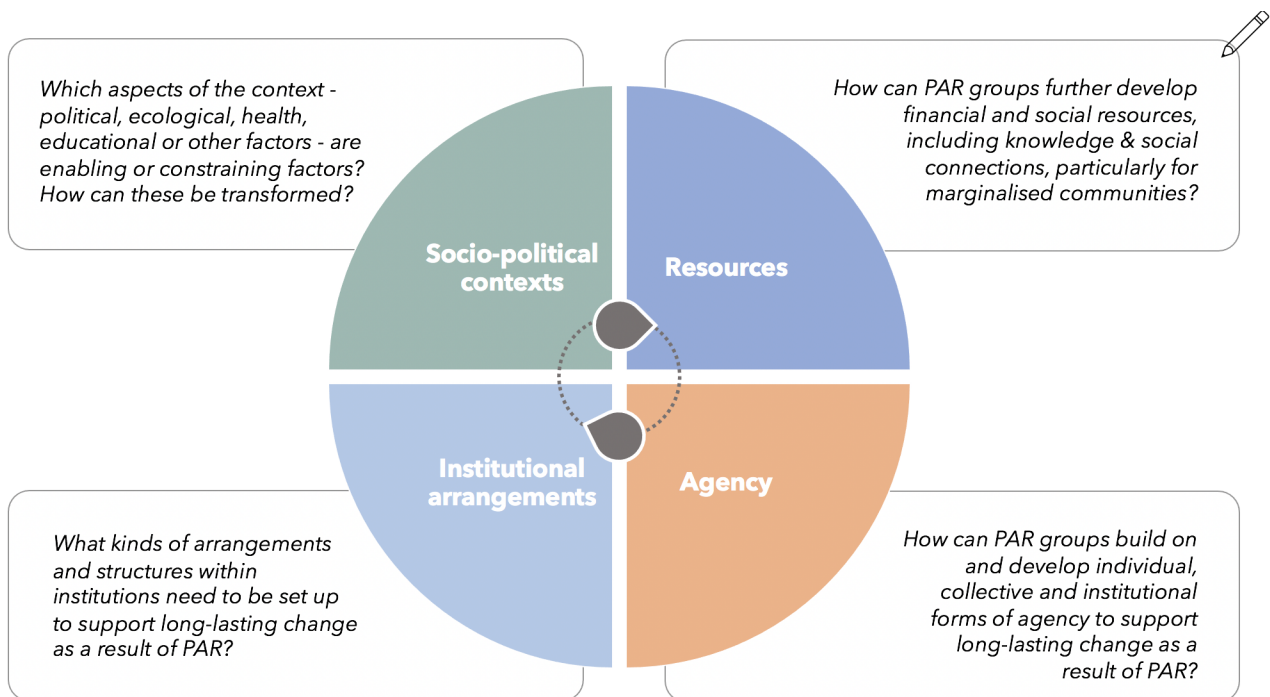 Which aspects of the context -
political, ecological, health,
educational or other factors - are
enabling or constraining factors?
How can these be transformed?
How can PAR groups further develop
financial and social resources,
including knowledge & social
connections, particularly for
marginalised communities?
Socio-political
contexts
Resources
Institutional
arrangements
Agency
What kinds of arrangements
and structures within
institutions need to be set up
to support long-lasting change
as a result of PAR?
How can PAR groups build on
and develop individual,
collective and institutional
forms of agency to support
long-lasting change as a
result of PAR?